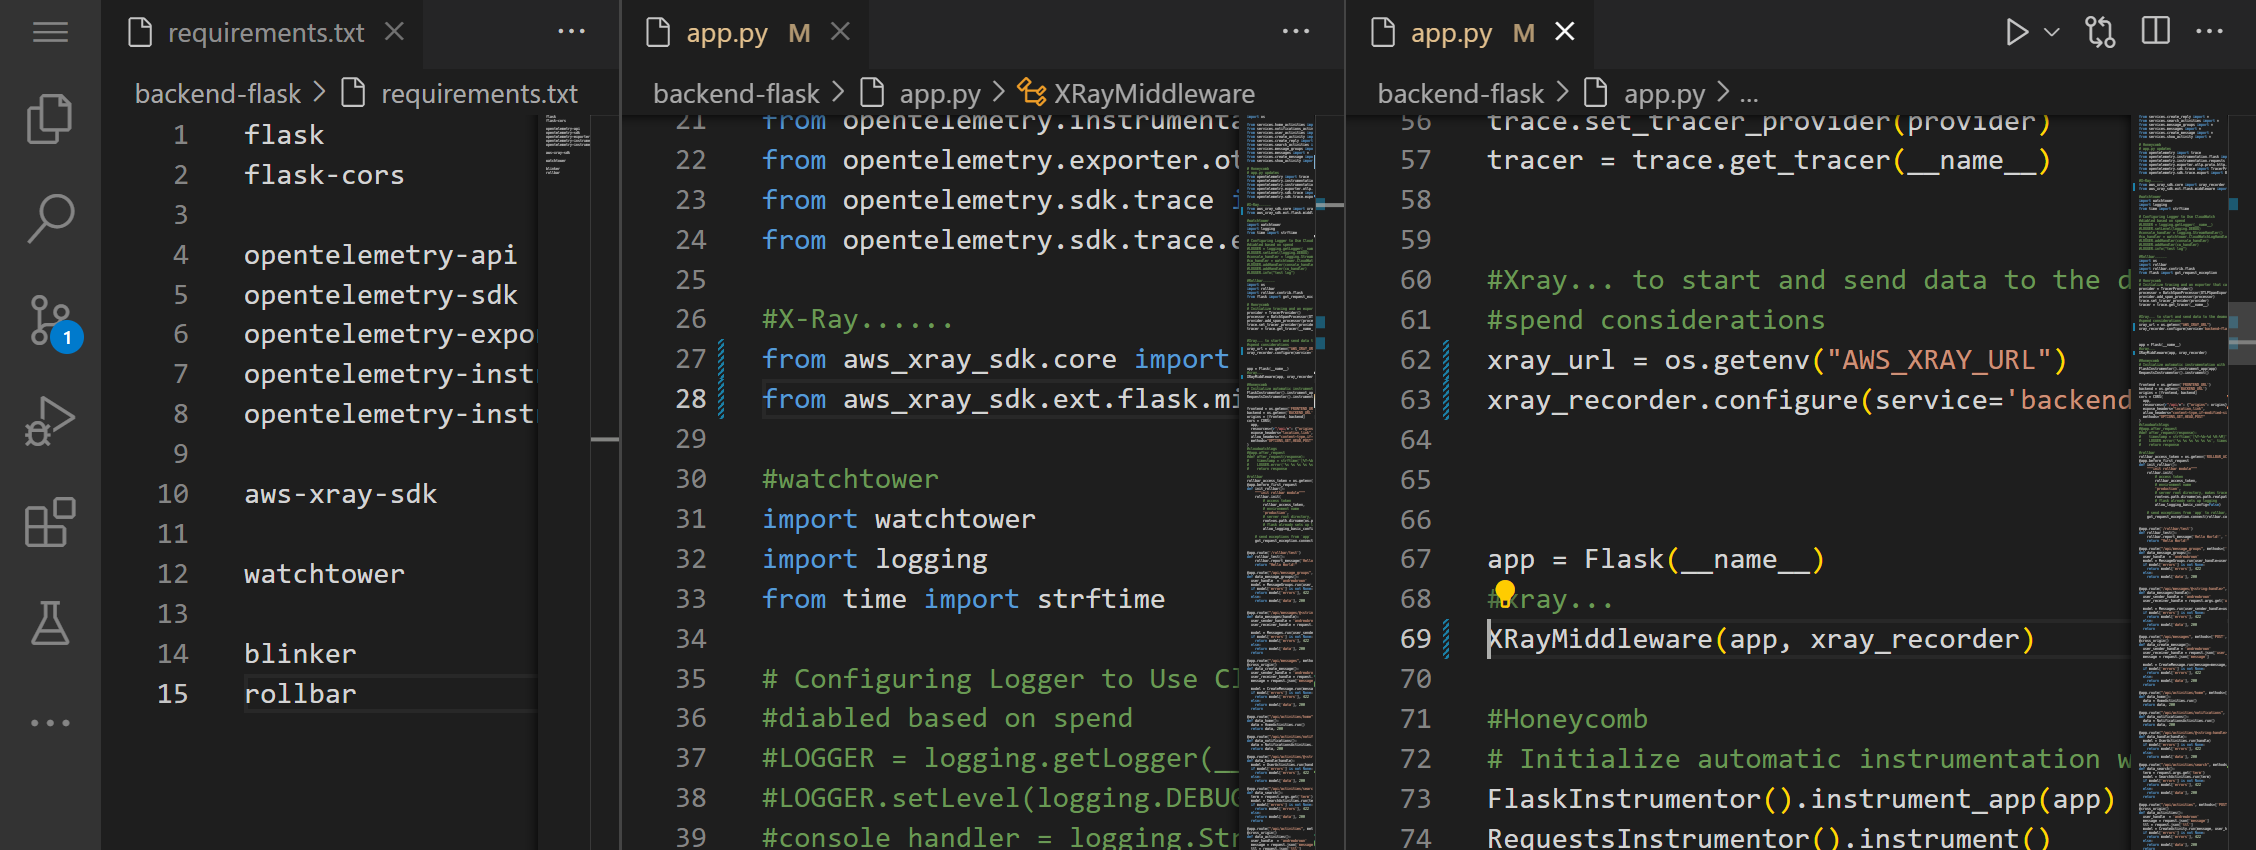 requirements.txt
backend-flask > requirements.txt
1 flask
2 flask-cors
3
4 opentelemetry-api
5 opentelemetry-sdk
6 opentelemetry-expo
7 opentelemetry-inst
8 opentelemetry-inst
9
10 aws-xray-sdk
11
12 watchtower
13
14 blinker
15 rollbar
1
app.py M
backend-flask > app.py > XRayMiddleware
21 from opentelemetry.instrumenta
22 from opentelemetry.exporter.ot
23 from opentelemetry.sdk.trace
24 from opentelemetry.sdk.trace.e
25
26 #X-Ray......
27 from aws_xray_sdk.core import
28 from aws_xray_sdk.ext.flask.mi
29
30 #watchtower
31 import watchtower
32 import logging
33 from time import strftime
34
35 # Configuring Logger to Use Cl
36 #diabled based on spend
37 #LOGGER = logging.getLogger(__
38 #LOGGER.setLevel(logging.DEBUG
39 #console_handler = logging.Str
app.py M
backend-flask > app.py > ...
56 trace.set_tracer_provider(provider)
57 tracer = trace.get_tracer(__name__)
58
59
60 #Xray... to start and send data to the d
61 #spend considerations
62 xray_url = os.getenv("AWS_XRAY_URL")
63 xray_recorder.configure(service='backend
64
65
66
67 app = Flask(__name__)
68 #xray...
69 XRayMiddleware(app, xray_recorder)
70
71 #Honeycomb
72 # Initialize automatic instrumentation w
73 FlaskInstrumentor().instrument_app(app)
74 RequestsInstrumentor().instrument()